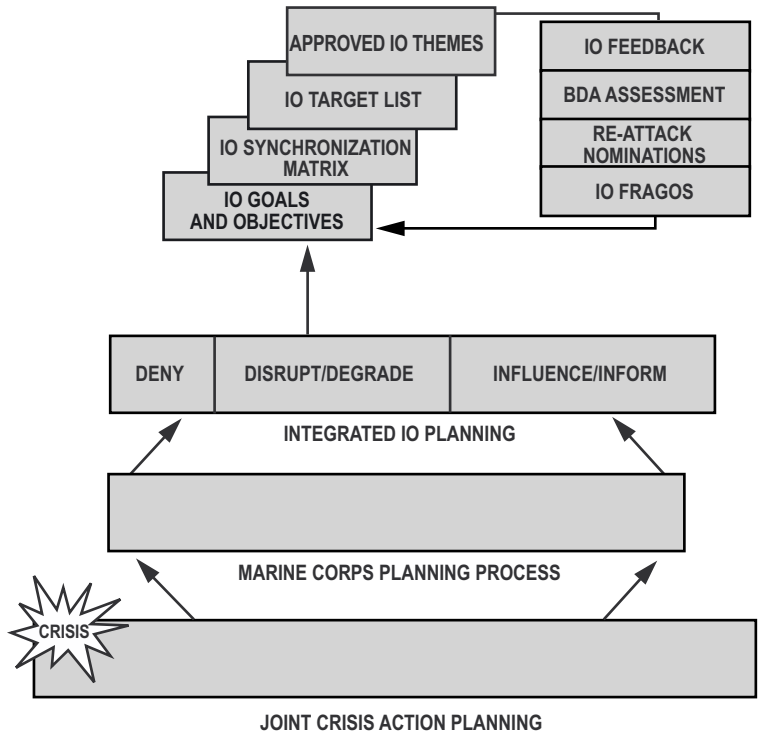 APPROVED IO THEMES
IO TARGET LIST
IO SYNCHRONIZATION
MATRIX
IO GOALS
AND OBJECTIVES
IO FEEDBACK
BDA ASSESSMENT
RE-ATTACK
NOMINATIONS
IO FRAGOS
DENY
DISRUPT/DEGRADE
INFLUENCE/INFORM
INTEGRATED IO PLANNING
MARINE CORPS PLANNING PROCESS
CRISIS
JOINT CRISIS ACTION PLANNING